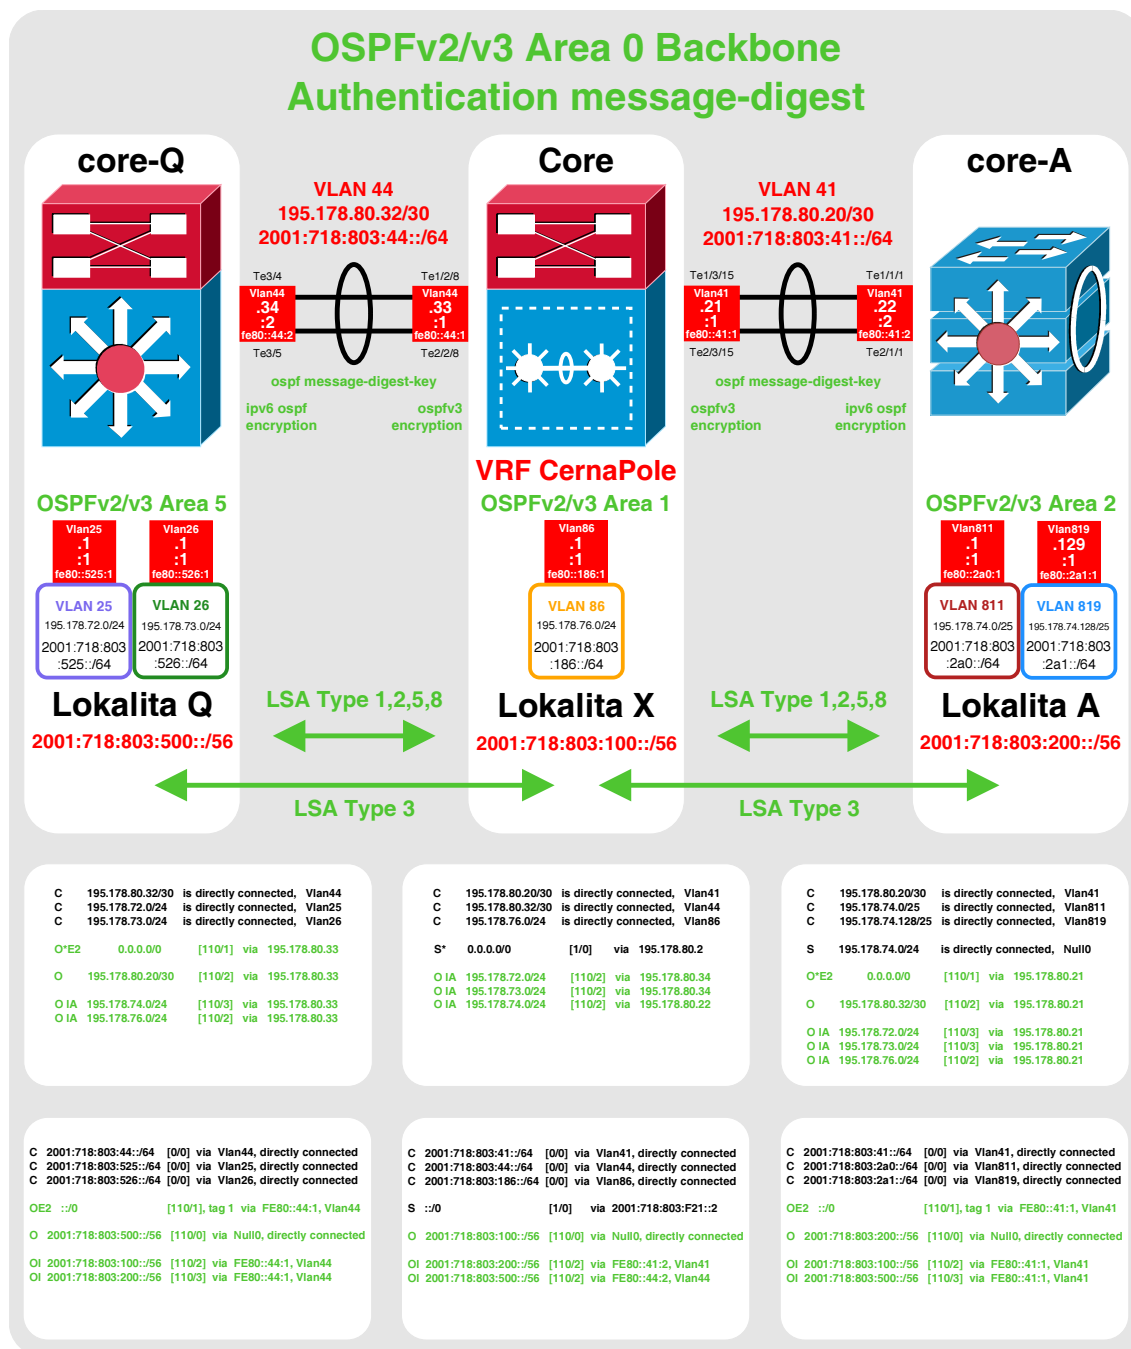 OSPFv2/v3 Area 0 Backbone
Authentication message-digest
core-Q
Core
core-A
VLAN 44
195.178.80.32/30
2001:718:803:44::/64
VLAN 41
195.178.80.20/30
2001:718:803:41::/64
Te3/4
Te1/2/8
Vlan44
.34
:2
fe80::44:2
Vlan44
.33
:1
fe80::44:1
Te3/5
Te2/2/8
Te1/3/15
Te1/1/1
Vlan41
.21
:1
fe80::41:1
Vlan41
.22
:2
fe80::41:2
Te2/3/15
Te2/1/1
ospf message-digest-key
ipv6 ospf
encryption
ospfv3
encryption
ospf message-digest-key
ospfv3
encryption
ipv6 ospf
encryption
VRF CernaPole
OSPFv2/v3 Area 5
OSPFv2/v3 Area 1
OSPFv2/v3 Area 2
Vlan25
.1
:1
fe80::525:1
Vlan26
.1
:1
fe80::526:1
Vlan86
.1
:1
fe80::186:1
Vlan811
.1
:1
fe80::2a0:1
Vlan819
.129
:1
fe80::2a1:1
VLAN 25
195.178.72.0/24
2001:718:803
:525::/64
VLAN 26
195.178.73.0/24
2001:718:803
:526::/64
VLAN 86
195.178.76.0/24
2001:718:803
:186::/64
VLAN 811
195.178.74.0/25
2001:718:803
:2a0::/64
VLAN 819
195.178.74.128/25
2001:718:803
:2a1::/64
Lokalita Q
2001:718:803:500::/56
LSA Type 1,2,5,8
Lokalita X
2001:718:803:100::/56
LSA Type 1,2,5,8
Lokalita A
2001:718:803:200::/56
LSA Type 3
LSA Type 3
C 195.178.80.32/30 is directly connected, Vlan44
C 195.178.72.0/24 is directly connected, Vlan25
C 195.178.73.0/24 is directly connected, Vlan26
O*E2 0.0.0.0/0 [110/1] via 195.178.80.33
O 195.178.80.20/30 [110/2] via 195.178.80.33
O IA 195.178.74.0/24 [110/3] via 195.178.80.33
O IA 195.178.76.0/24 [110/2] via 195.178.80.33
C 195.178.80.20/30 is directly connected, Vlan41
C 195.178.80.32/30 is directly connected, Vlan44
C 195.178.76.0/24 is directly connected, Vlan86
S* 0.0.0.0/0 [1/0] via 195.178.80.2
O IA 195.178.72.0/24 [110/2] via 195.178.80.34
O IA 195.178.73.0/24 [110/2] via 195.178.80.34
O IA 195.178.74.0/24 [110/2] via 195.178.80.22
C 195.178.80.20/30 is directly connected, Vlan41
C 195.178.74.0/25 is directly connected, Vlan811
C 195.178.74.128/25 is directly connected, Vlan819
S 195.178.74.0/24 is directly connected, Null0
O*E2 0.0.0.0/0 [110/1] via 195.178.80.21
O 195.178.80.32/30 [110/2] via 195.178.80.21
O IA 195.178.72.0/24 [110/3] via 195.178.80.21
O IA 195.178.73.0/24 [110/3] via 195.178.80.21
O IA 195.178.76.0/24 [110/2] via 195.178.80.21
C 2001:718:803:44::/64 [0/0] via Vlan44, directly connected
C 2001:718:803:525::/64 [0/0] via Vlan25, directly connected
C 2001:718:803:526::/64 [0/0] via Vlan26, directly connected
OE2 ::/0 [110/1], tag 1 via FE80::44:1, Vlan44
O 2001:718:803:500::/56 [110/0] via Null0, directly connected
OI 2001:718:803:100::/56 [110/2] via FE80::44:1, Vlan44
OI 2001:718:803:200::/56 [110/3] via FE80::44:1, Vlan44
C 2001:718:803:41::/64 [0/0] via Vlan41, directly connected
C 2001:718:803:44::/64 [0/0] via Vlan44, directly connected
C 2001:718:803:186::/64 [0/0] via Vlan86, directly connected
S ::/0 [1/0] via 2001:718:803:F21::2
O 2001:718:803:100::/56 [110/0] via Null0, directly connected
OI 2001:718:803:200::/56 [110/2] via FE80::41:2, Vlan41
OI 2001:718:803:500::/56 [110/2] via FE80::44:2, Vlan44
C 2001:718:803:41::/64 [0/0] via Vlan41, directly connected
C 2001:718:803:2a0::/64 [0/0] via Vlan811, directly connected
C 2001:718:803:2a1::/64 [0/0] via Vlan819, directly connected
OE2 ::/0 [110/1], tag 1 via FE80::41:1, Vlan41
O 2001:718:803:200::/56 [110/0] via Null0, directly connected
OI 2001:718:803:100::/56 [110/2] via FE80::41:1, Vlan41
OI 2001:718:803:500::/56 [110/3] via FE80::41:1, Vlan41